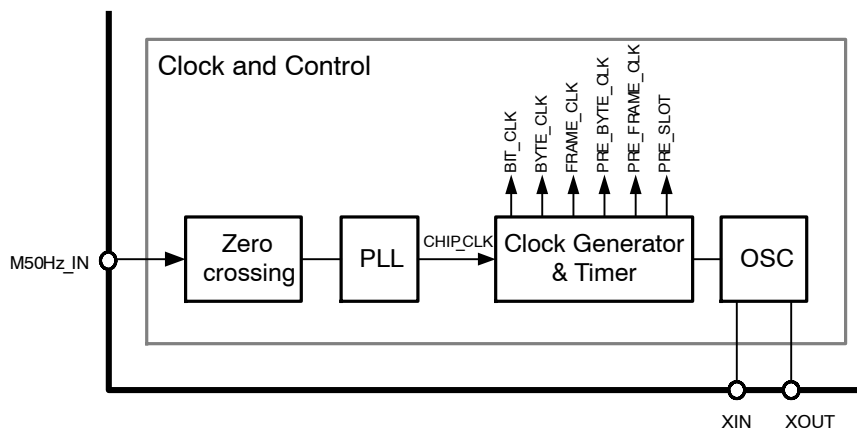 Clock and Control
BIT_CLK
BYTE_CLK
FRAME_CLK
PRE_BYTE_CLK
PRE_FRAME_CLK
PRE_SLOT
M50Hz_IN
Zero
crossing
PLL
CHIP_CLK
Clock Generator
& Timer
OSC
XIN
XOUT